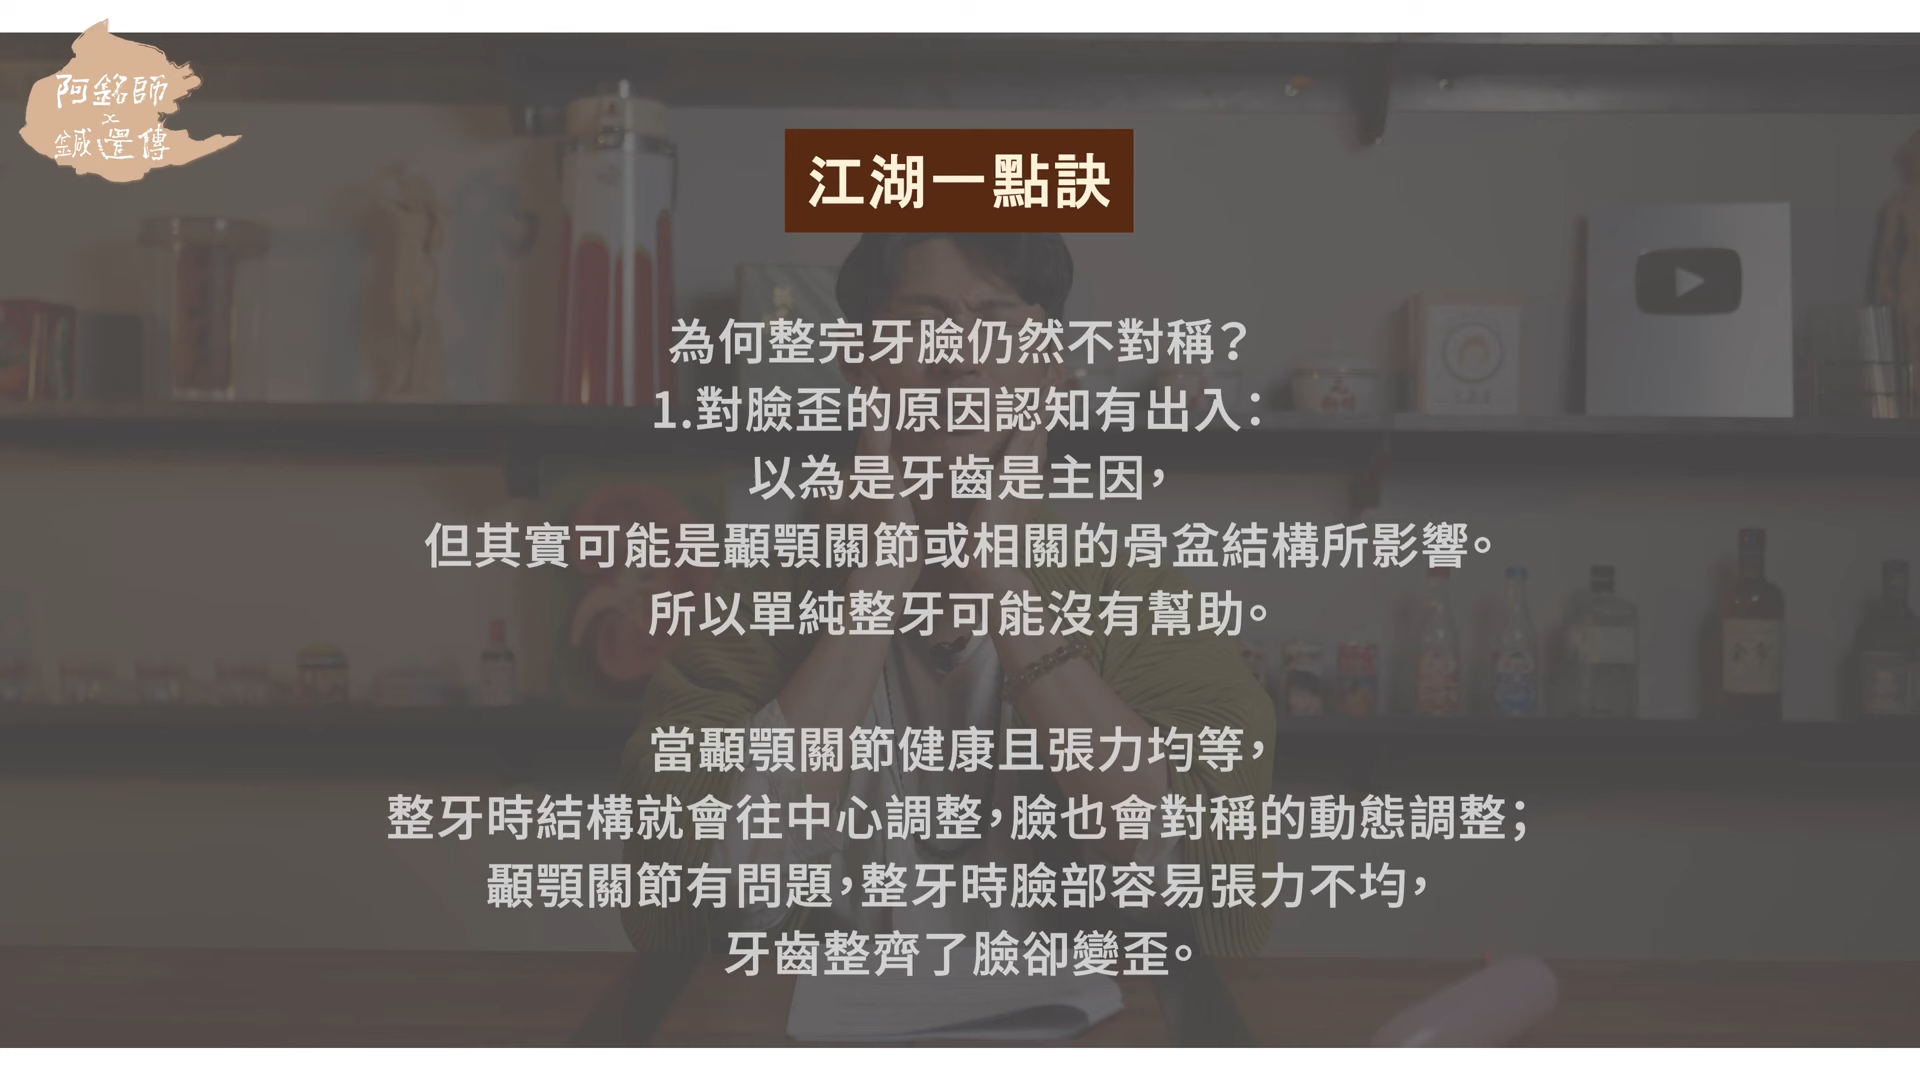 阿銘師
x
鍼還傳
江湖一點訣
為何整完牙臉仍然不對稱？
1.對臉歪的原因認知有出入：
以為是牙齒是主因，
但其實可能是顳顎關節或相關的骨盆結構所影響。
所以單純整牙可能沒有幫助。
當顳顎關節健康且張力均等，
整牙時結構就會往中心調整，臉也會對稱的動態調整；
顳顎關節有問題，整牙時臉部容易張力不均，
牙齒整齊了臉卻變歪。